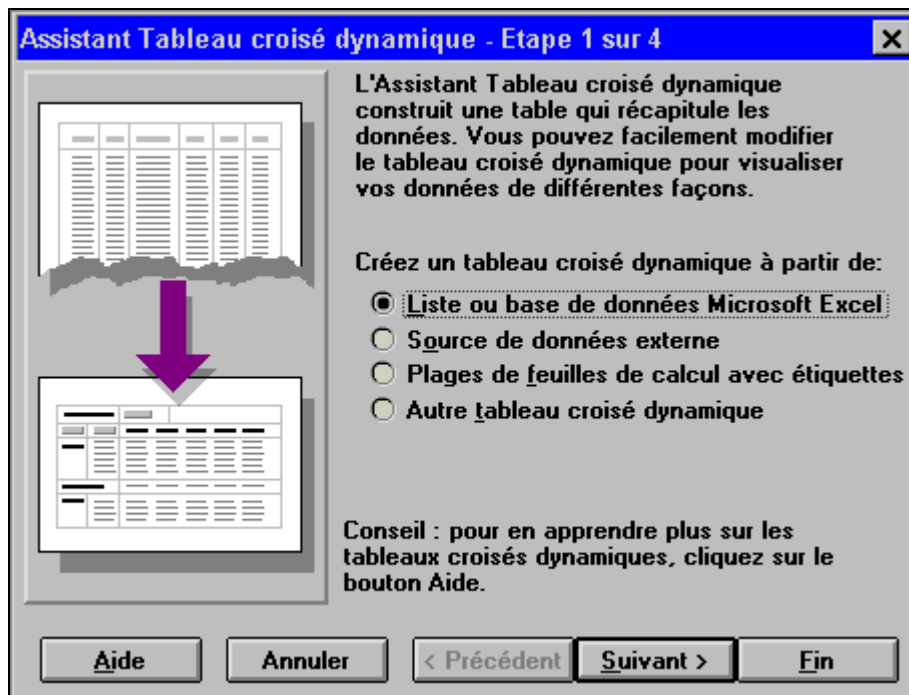 Assistant Tableau croisé dynamique - Etape 1 sur 4
L'Assistant Tableau croisé dynamique
construit une table qui récapitule les
données. Vous pouvez facilement modifier
le tableau croisé dynamique pour visualiser
vos données de différentes façons.
Créez un tableau croisé dynamique à partir de:
Liste ou base de données Microsoft Excel
Source de données externe
Plages de feuilles de calcul avec étiquettes
Autre tableau croisé dynamique
Conseil : pour en apprendre plus sur les
tableaux croisés dynamiques, cliquez sur le
bouton Aide.
Aide Annuler < Précédent Suivant > Fin